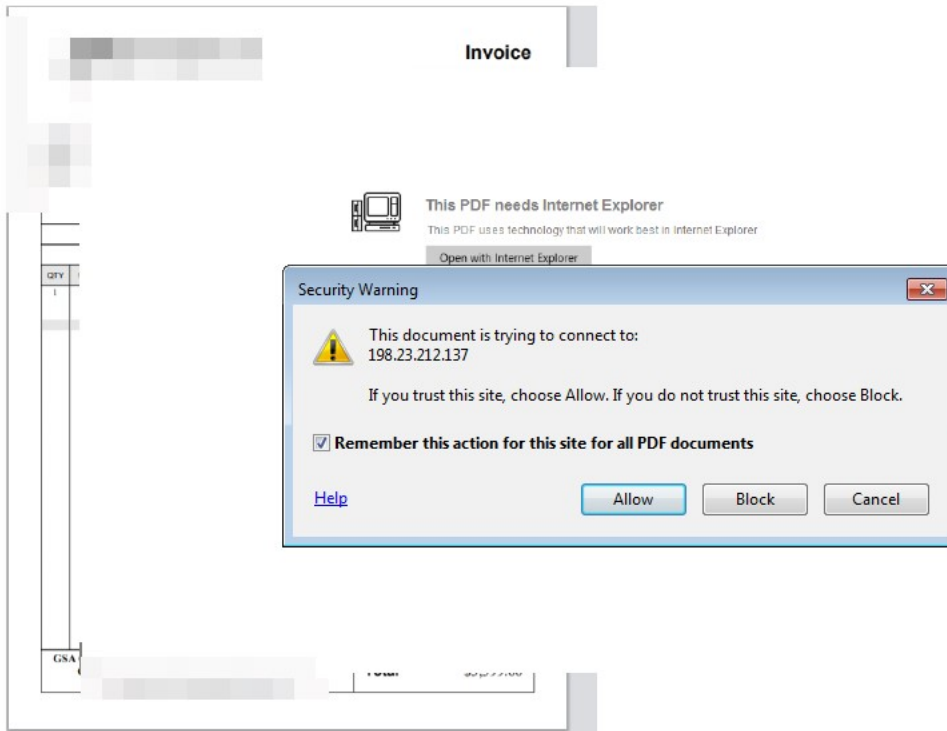 Invoice
This PDF needs Internet Explorer
This PDF uses technology that will work best in Internet Explorer
Open with Internet Explorer
QTY
1
Security Warning
This document is trying to connect to:
198.23.212.137
If you trust this site, choose Allow. If you do not trust this site, choose Block.
Remember this action for this site for all PDF documents
Help
Allow
Block
Cancel
GSA
Total